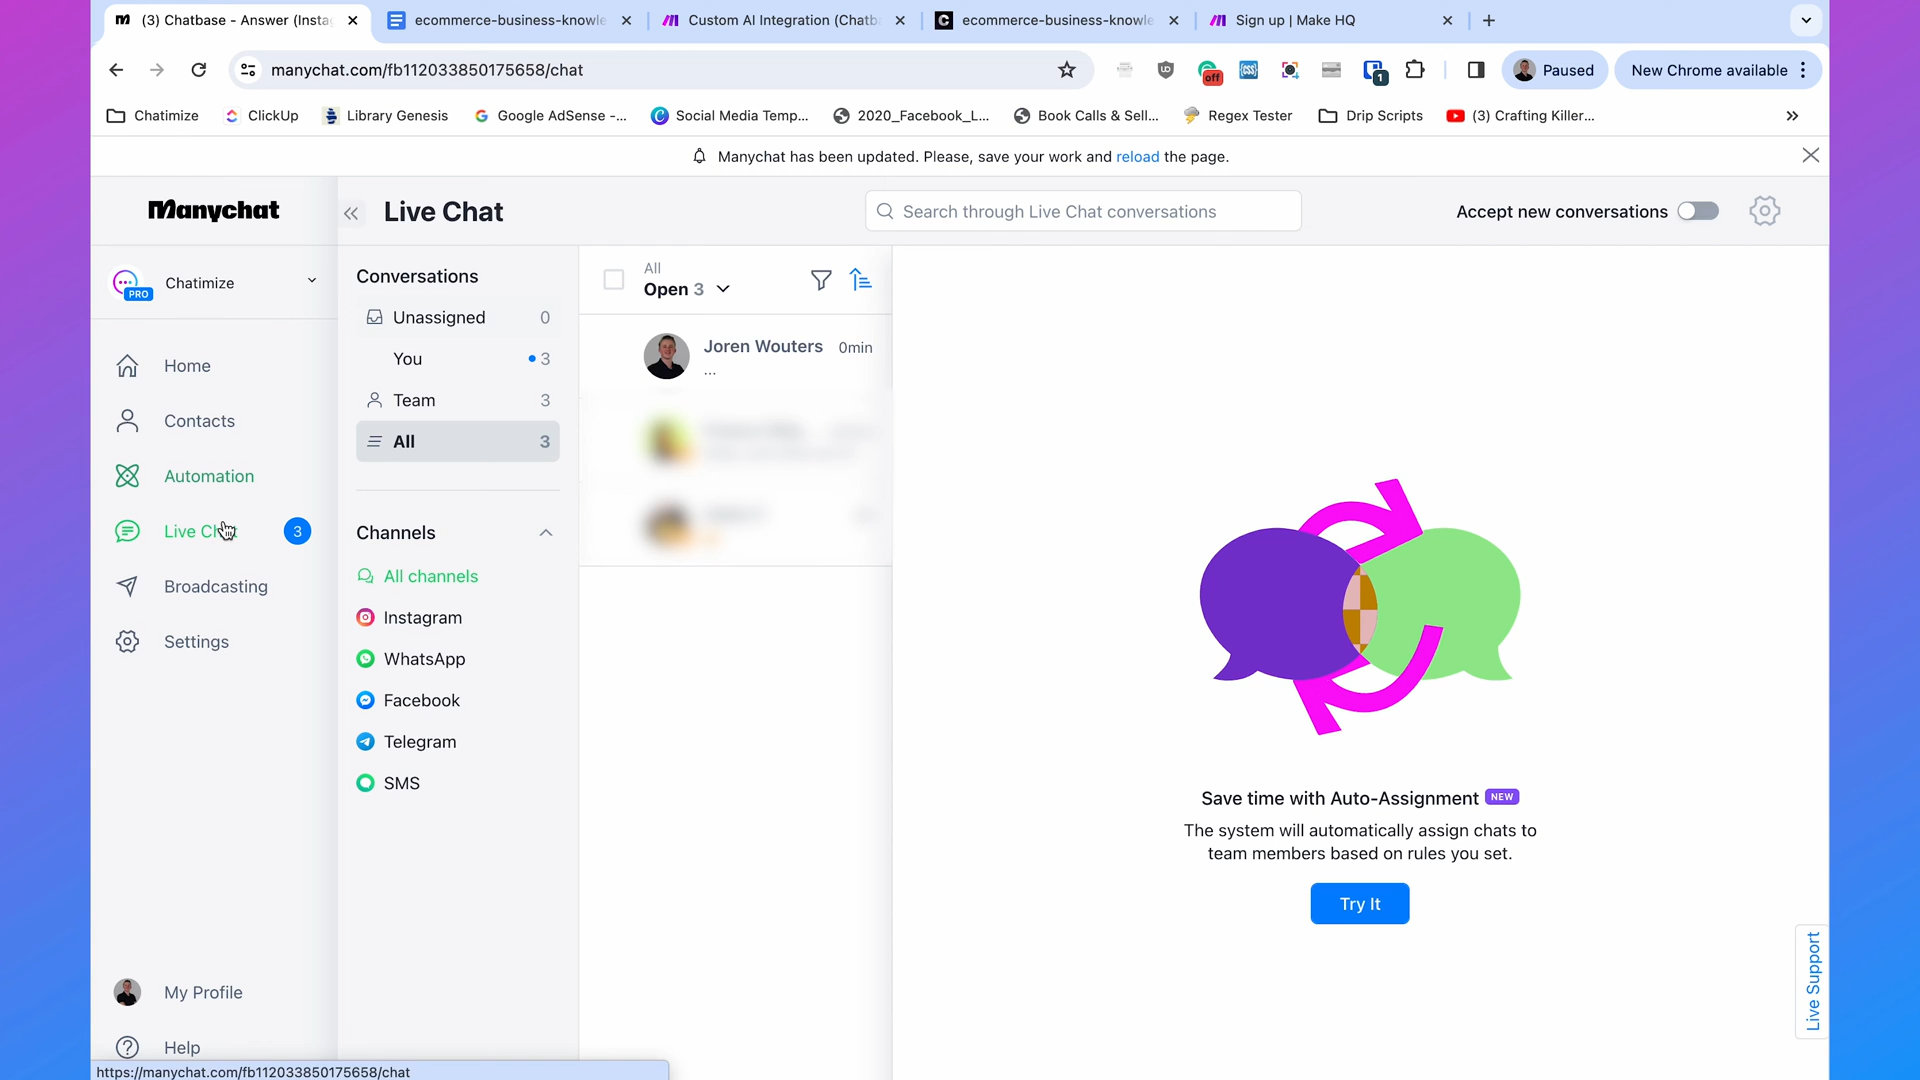 (3) Chatbase - Answer (Insta
ecommerce-business-knowle
Custom AI Integration (Chatb
ecommerce-business-knowle
Sign up | Make HQ
manychat.com/fb112033850175658/chat
off
1
Paused
New Chrome available
Chatimize
ClickUp
Library Genesis
Google AdSense -...
Social Media Temp...
2020_Facebook_L...
Book Calls & Sell...
Regex Tester
Drip Scripts
(3) Crafting Killer...
Manychat has been updated. Please, save your work and reload the page.
Manychat
Live Chat
Search through Live Chat conversations
Accept new conversations
PRO
Chatimize
Home
Contacts
Automation
Live Chat
3
Broadcasting
Settings
My Profile
Help
Conversations
Unassigned 0
You 3
Team 3
All 3
Channels
All channels
Instagram
WhatsApp
Facebook
Telegram
SMS
All
Open 3
Joren Wouters 0min
...
Save time with Auto-Assignment NEW
The system will automatically assign chats to
team members based on rules you set.
Try It
Live Support
https://manychat.com/fb112033850175658/chat